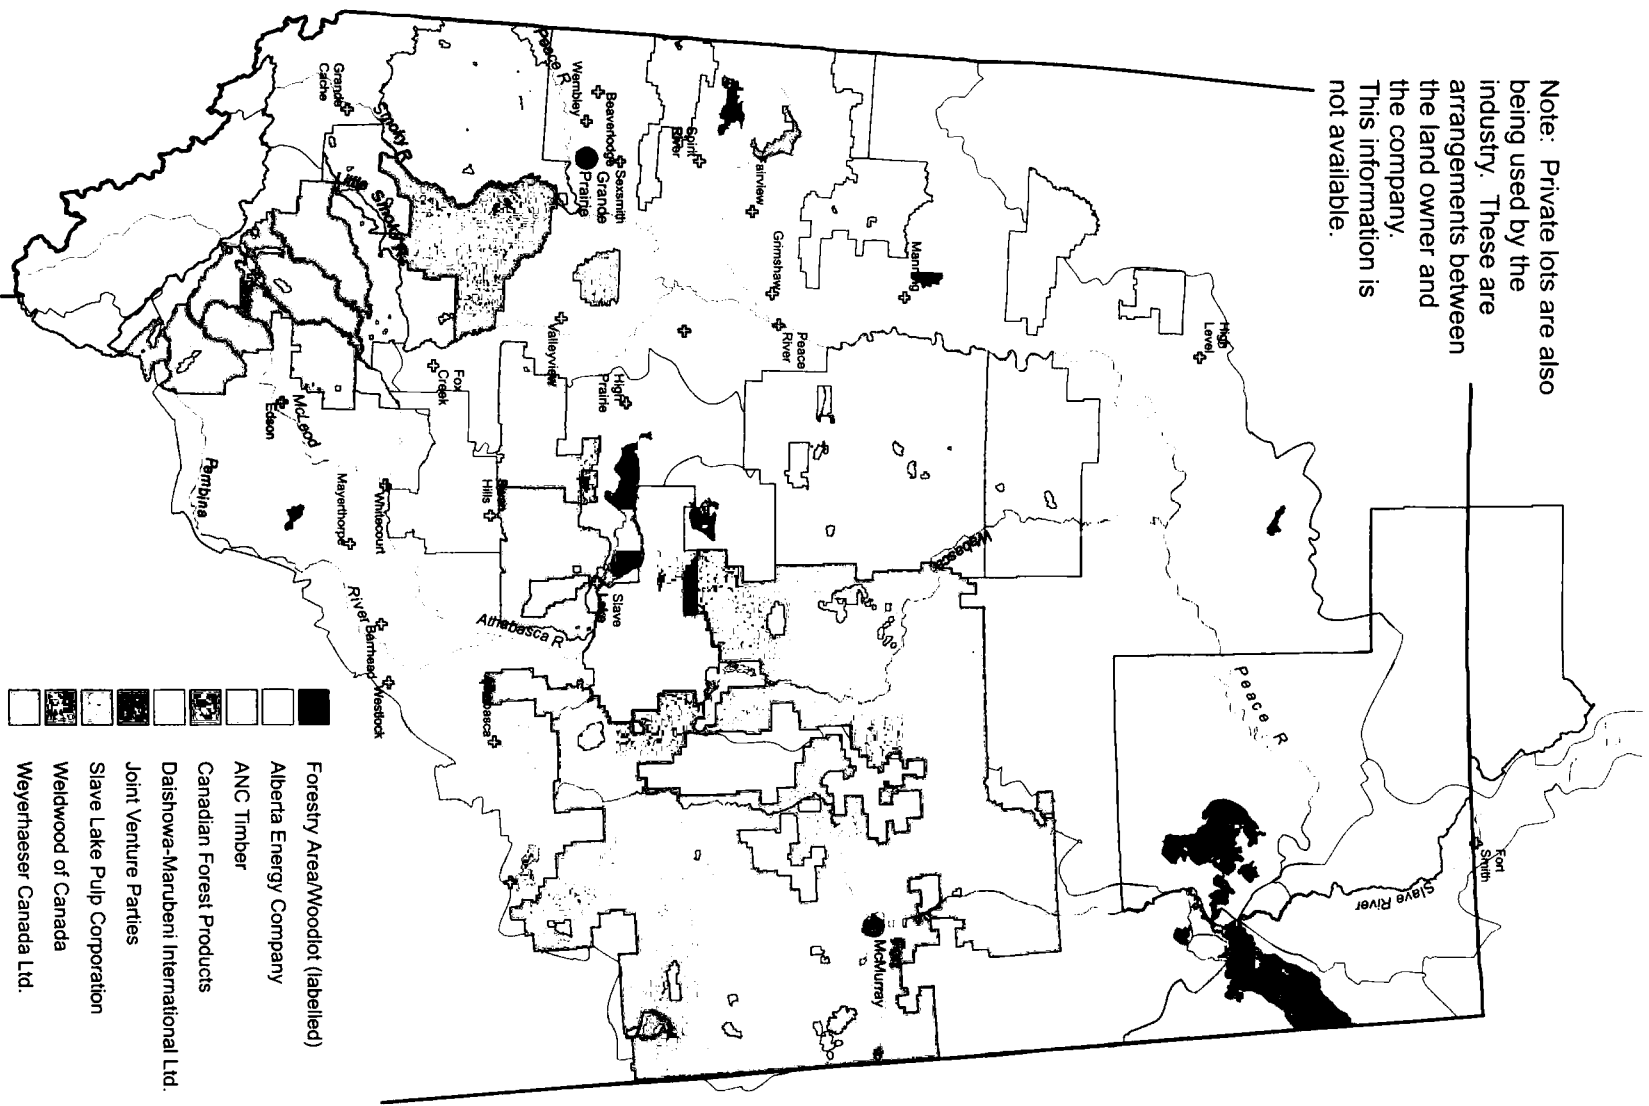 Note: Private lots are also
being used by the
industry. These are
arrangements between
the land owner and
the company.
This information is
not available.
High
Level
Fort
Smith
Slave River
Peace R
Manning
Wabasca
Fort
McMurray
Fairview
Grimshaw
Peace
River
Spirit
River
Sexsmith
Grande
Prairie
Beaverlodge
Wembley
Peace R
High
Prairie
Valleyview
Slave
Lake
Athabasca R
Swan
Hills
Fox
Creek
Grande
Cache
Smoky R
Little Smoky R
McLeod
Edson
Whitecourt
Mayerthorpe
Pembina
River
Barrhead
Westlock
Athabasca
Forestry Area/Woodlot (labelled)
Alberta Energy Company
ANC Timber
Canadian Forest Products
Daishowa-Marubeni International Ltd.
Joint Venture Parties
Slave Lake Pulp Corporation
Weldwood of Canada
Weyerhaeser Canada Ltd.